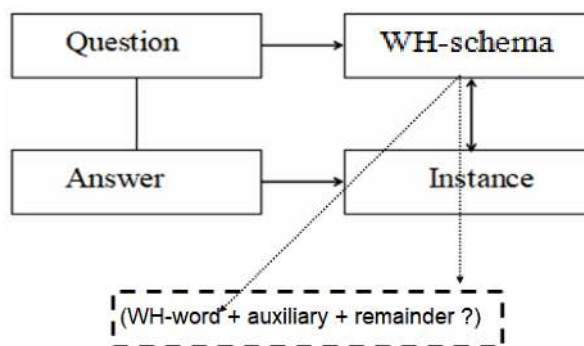 Question
WH-schema
Answer
Instance
(WH-word + auxiliary + remainder ?)